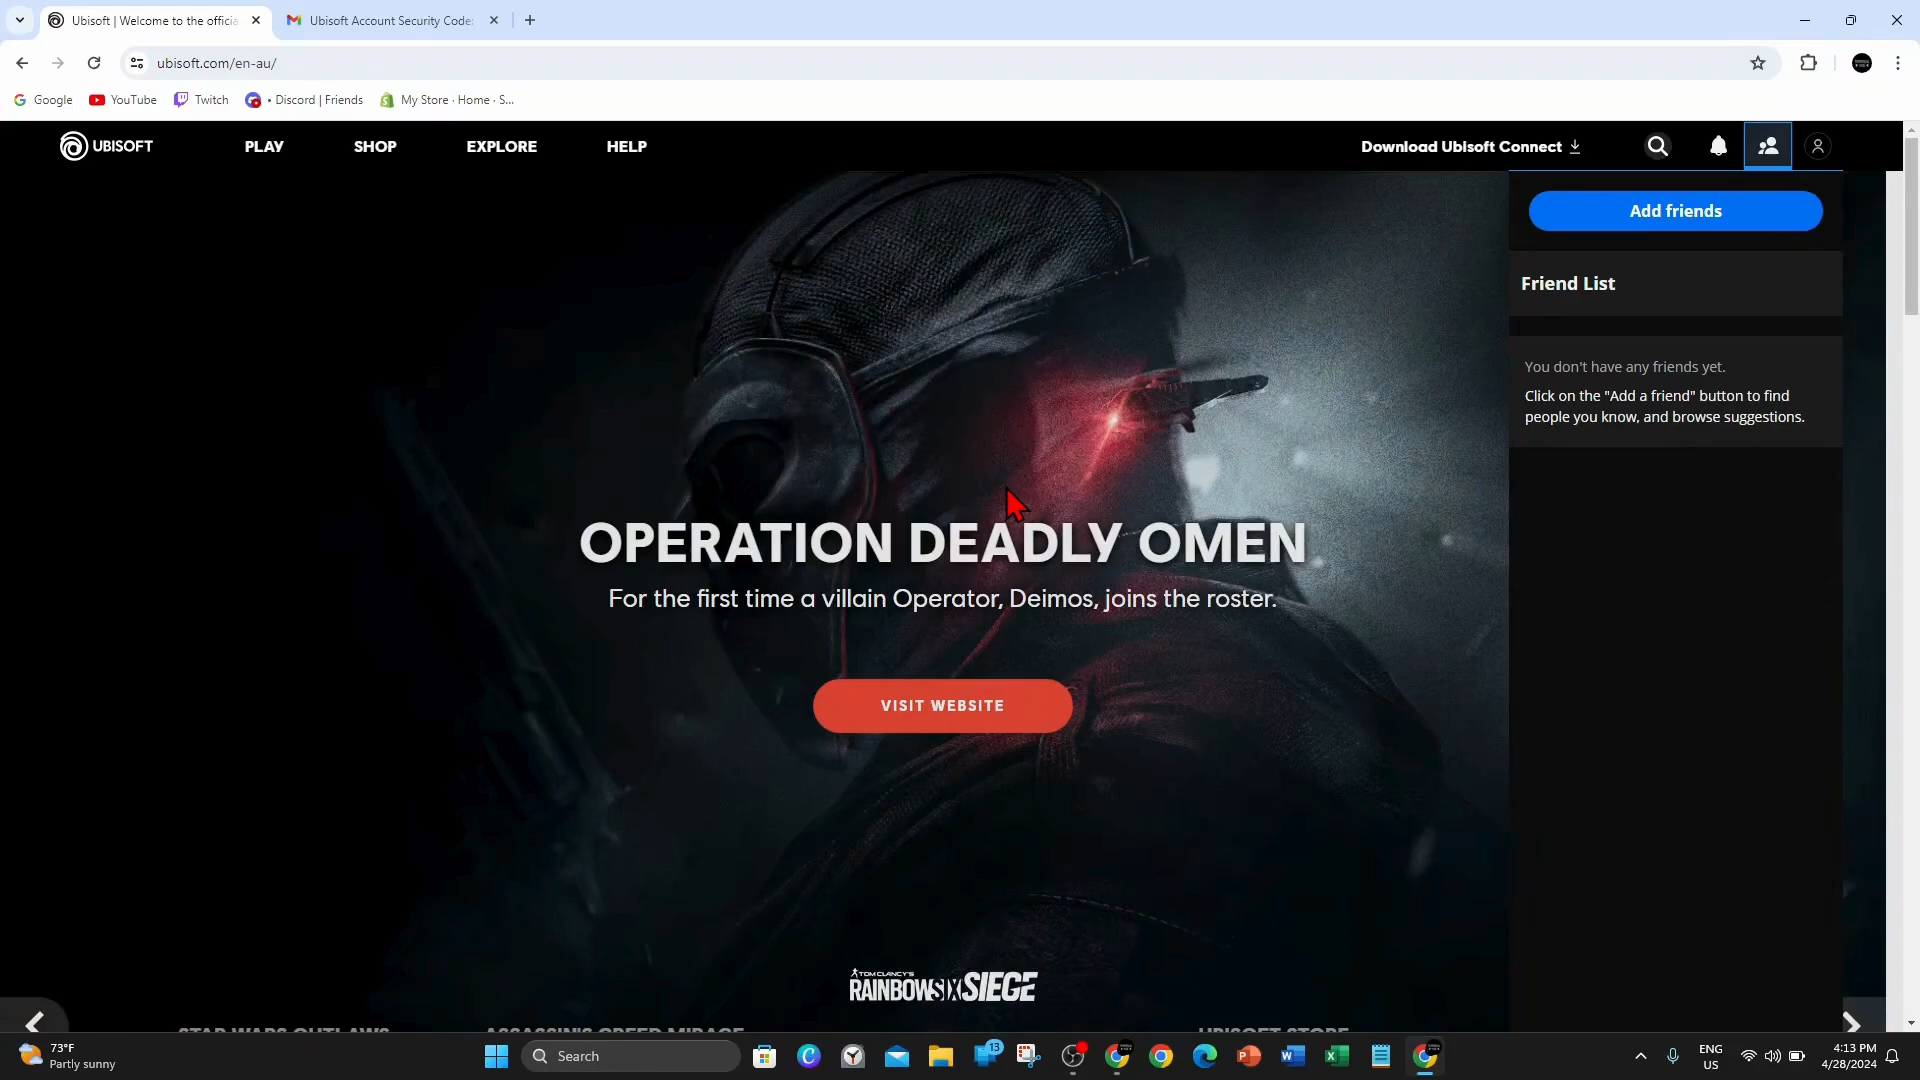 Ubisoft | Welcome to the officia
Ubisoft Account Security Code:
ubisoft.com/en-au/
Google
YouTube
Twitch
• Discord | Friends
My Store · Home · S...
UBISOFT
PLAY
SHOP
EXPLORE
HELP
Download Ubisoft Connect
Add friends
Friend List
You don't have any friends yet.
Click on the "Add a friend" button to find
people you know, and browse suggestions.
OPERATION DEADLY OMEN
For the first time a villain Operator, Deimos, joins the roster.
VISIT WEBSITE
TOM CLANCY'S
RAINBOWSIX SIEGE
STAR WARS OUTLAWS
ASSASSIN'S CREED MIRAGE
UBISOFT STORE
73°F
Partly sunny
Search
13
ENG
US
4:13 PM
4/28/2024